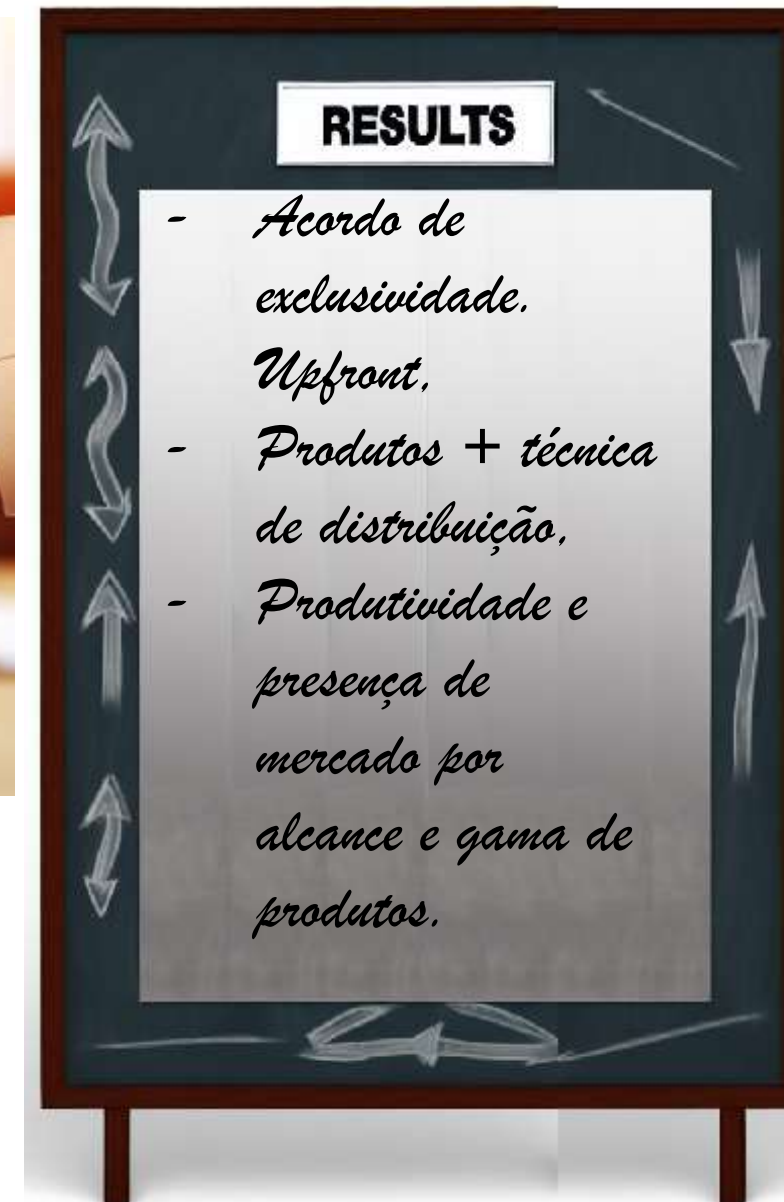 RESULTS
- Acordo de
exclusividade.
Upfront,
- Produtos + técnica
de distribuição,
- Produtividade e
presença de
mercado por
alcance e gama de
produtos.